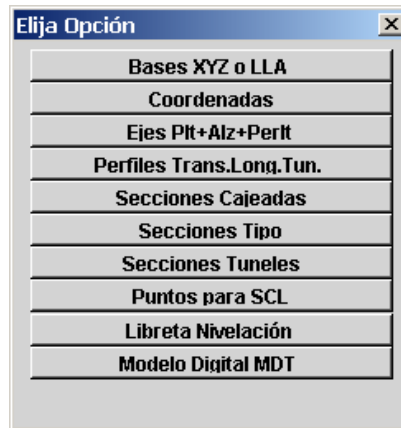 Elija Opción
Bases XYZ o LLA
Coordenadas
Ejes Plt+Alz+Perlt
Perfiles Trans.Long.Tun.
Secciones Cajeadas
Secciones Tipo
Secciones Tuneles
Puntos para SCL
Libreta Nivelación
Modelo Digital MDT